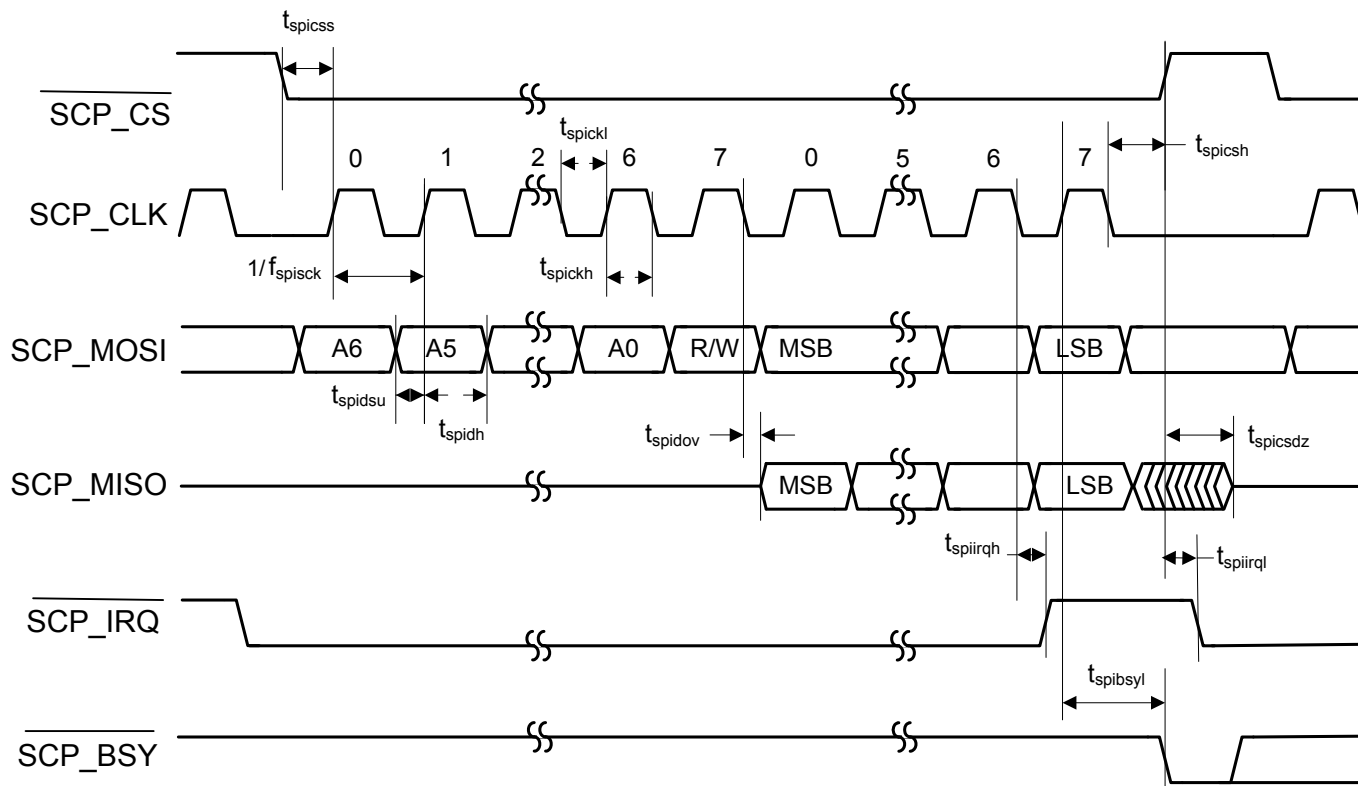 tspicss
SCP_CS
tspickl
tspicsh
0 1 2 6 7 0 5 6 7
SCP_CLK
1/fspisck
tspickh
SCP_MOSI
A6 A5 A0 R/W MSB LSB
tspidsu
tspidh
tspidov
tspicsdz
SCP_MISO
MSB LSB
tspiirqh
tspiirql
SCP_IRQ
tspibsyl
SCP_BSY